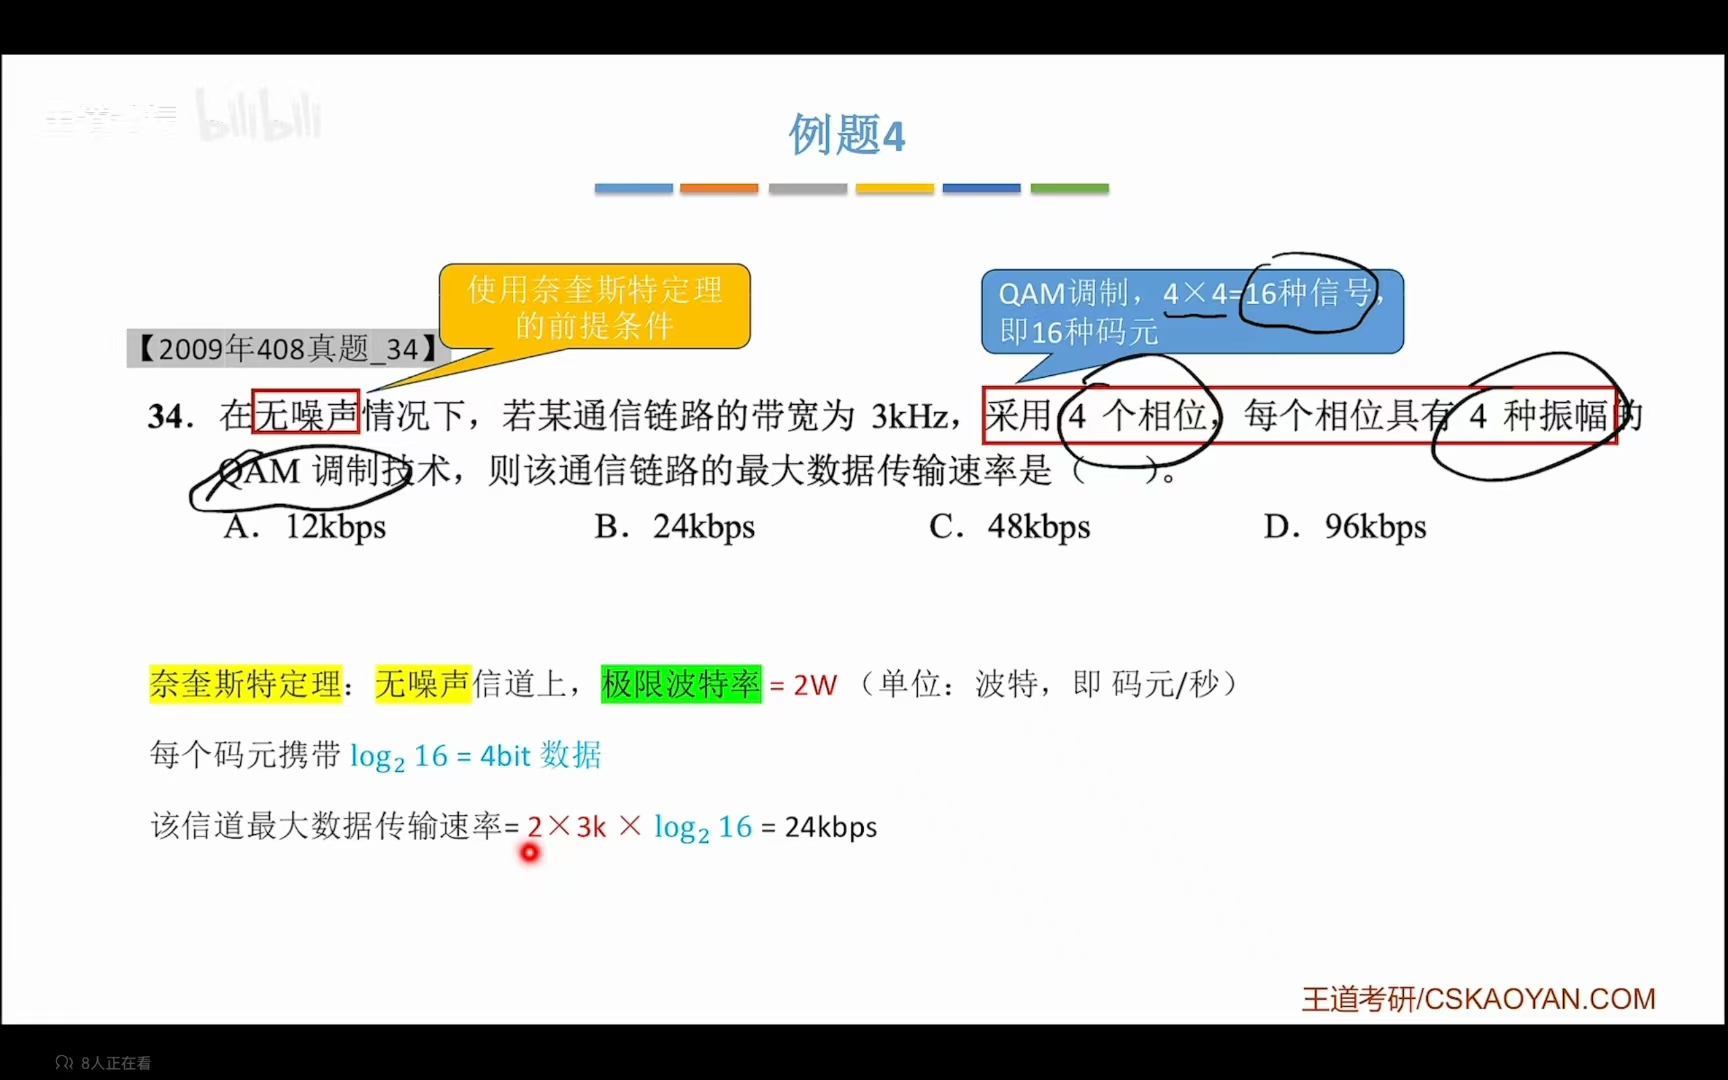 bilibili
例题4
使用奈奎斯特定理
的前提条件
QAM调制，4×4=16种信号，
即16种码元
【2009年408真题_34】
34. 在无噪声情况下，若某通信链路的带宽为 3kHz，采用 4 个相位，每个相位具有 4 种振幅的
QAM 调制技术，则该通信链路的最大数据传输速率是（ ）。
A. 12kbps B. 24kbps C. 48kbps D. 96kbps
奈奎斯特定理：无噪声信道上，极限波特率 = 2W（单位：波特，即 码元/秒）
每个码元携带 log₂ 16 = 4bit 数据
该信道最大数据传输速率= 2×3k × log₂ 16 = 24kbps
王道考研/CSKAOYAN.COM
8人正在看